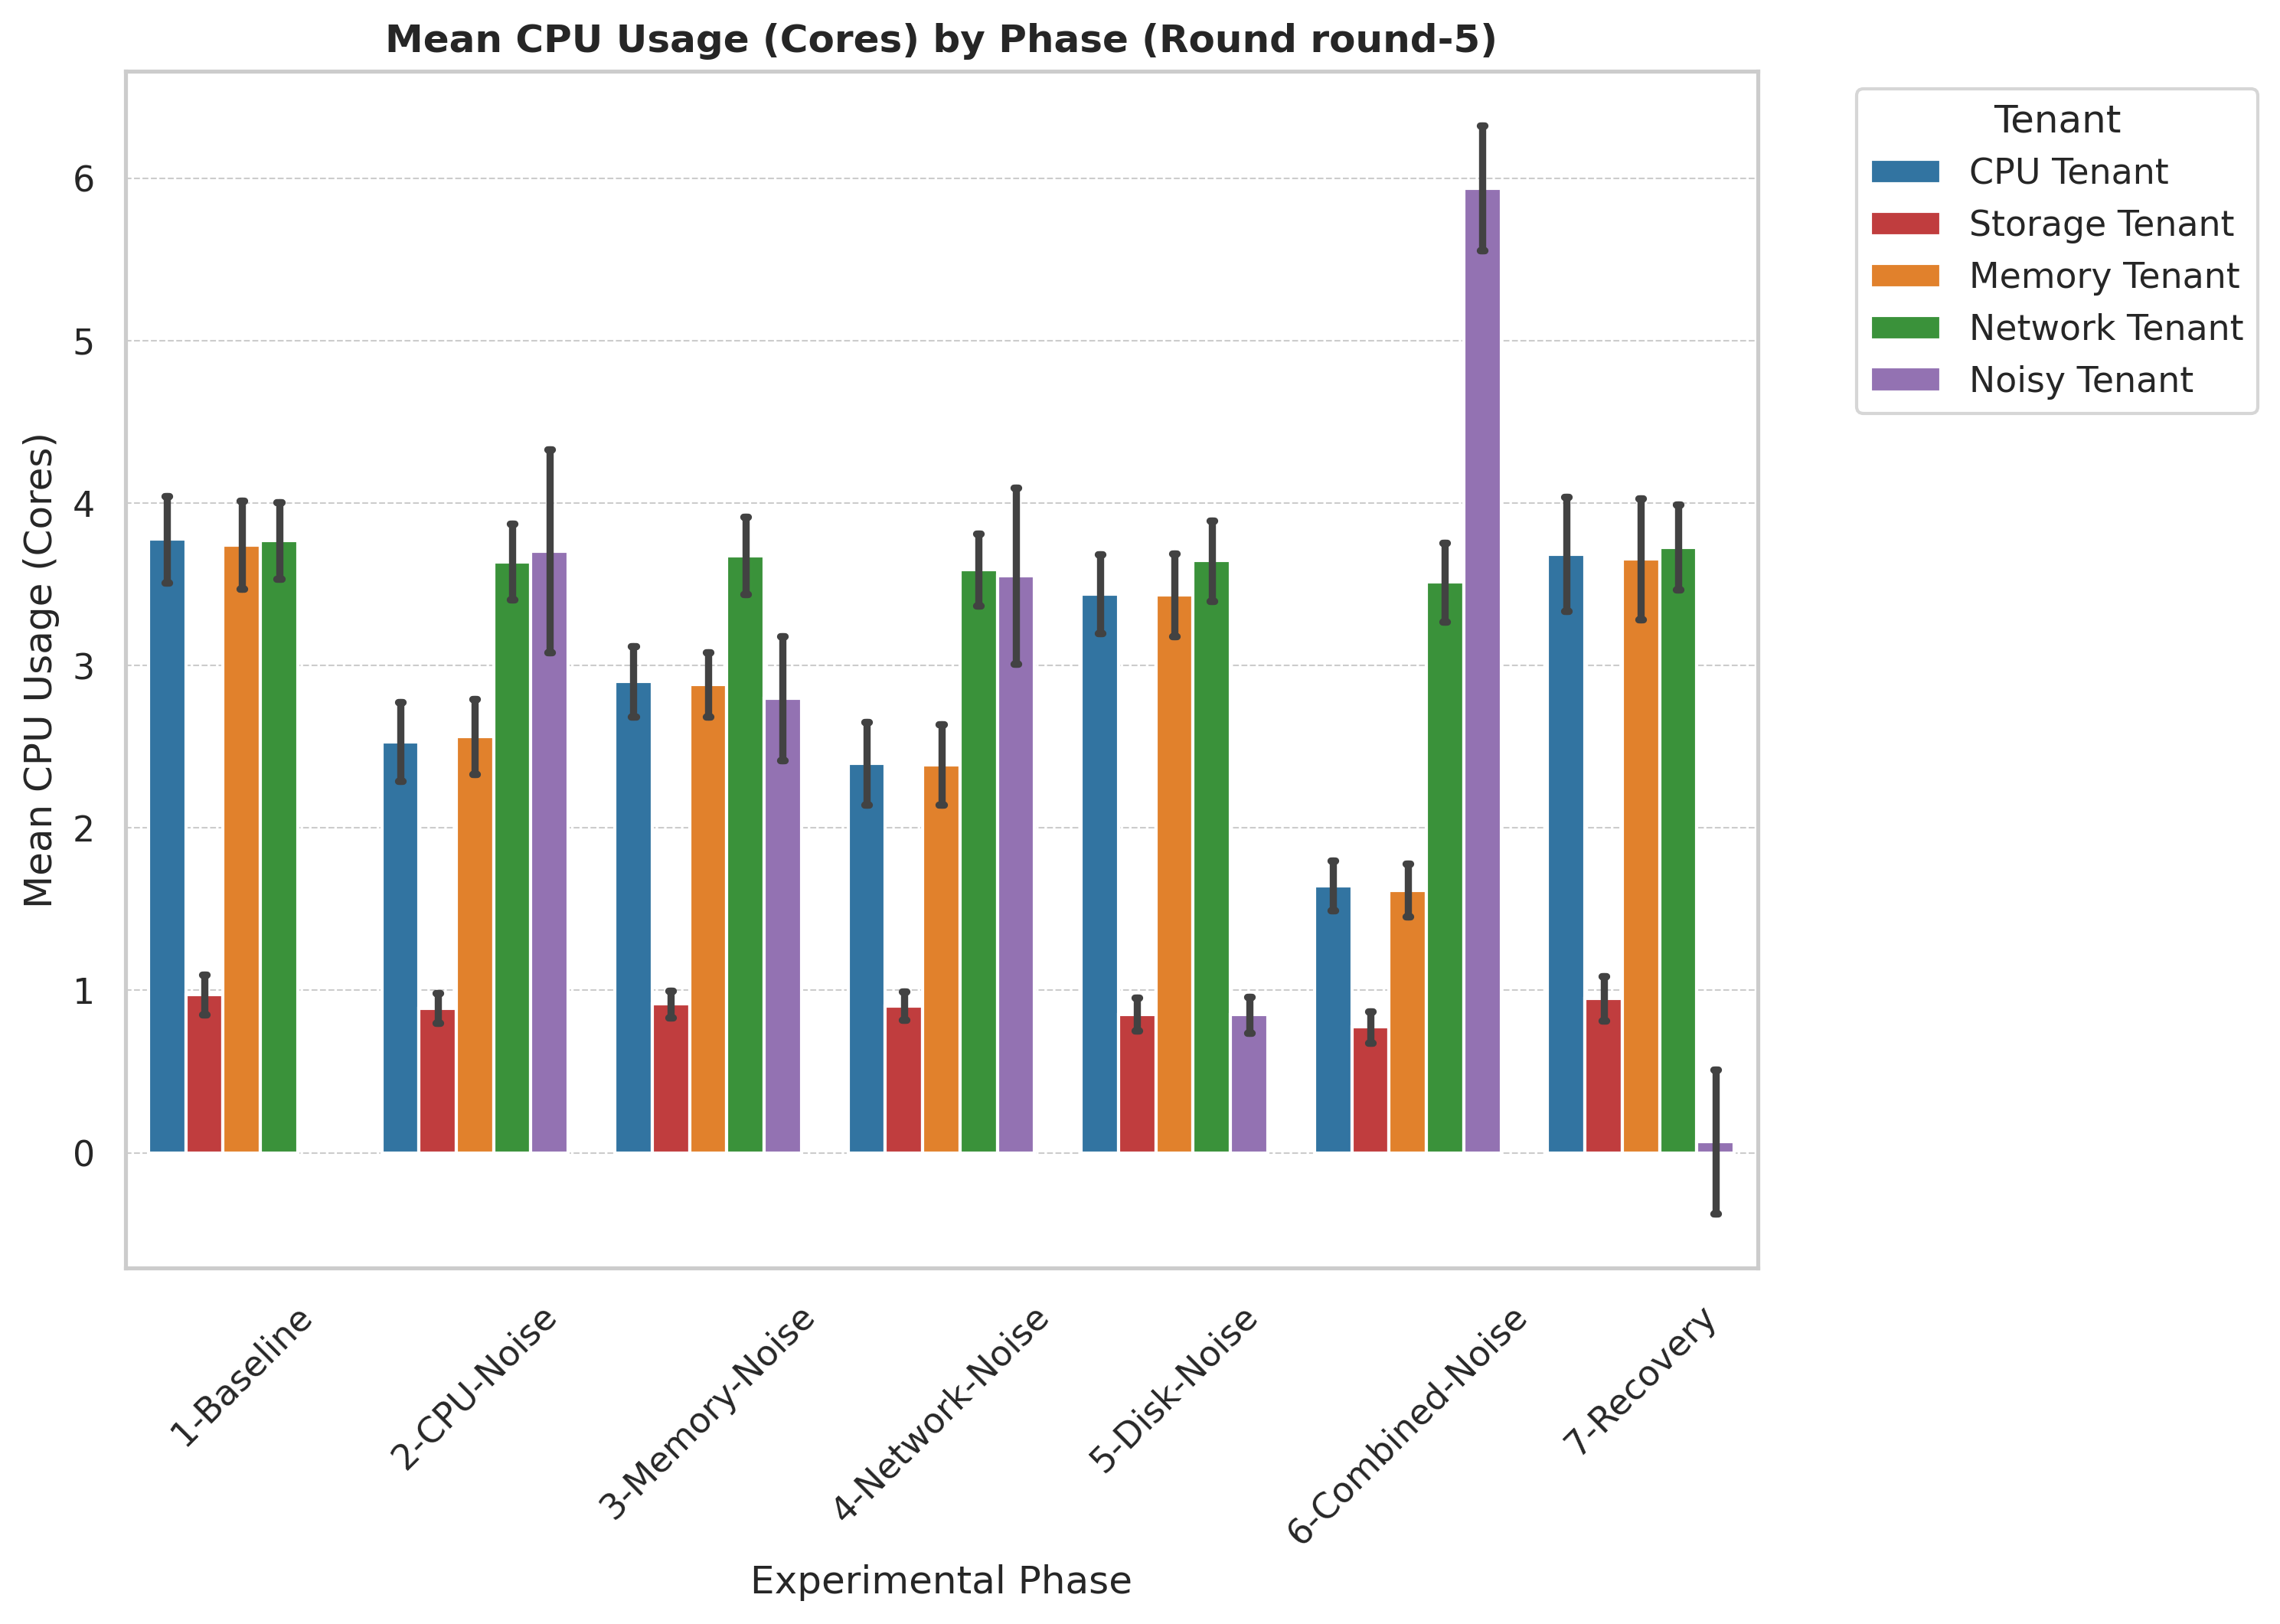 Mean CPU Usage (Cores) by Phase (Round round-5)
Tenant
CPU Tenant
Storage Tenant
Memory Tenant
Network Tenant
Noisy Tenant
Mean CPU Usage (Cores)
6
5
4
3
2
1
0
1-Baseline
2-CPU-Noise
3-Memory-Noise
4-Network-Noise
5-Disk-Noise
6-Combined-Noise
7-Recovery
Experimental Phase